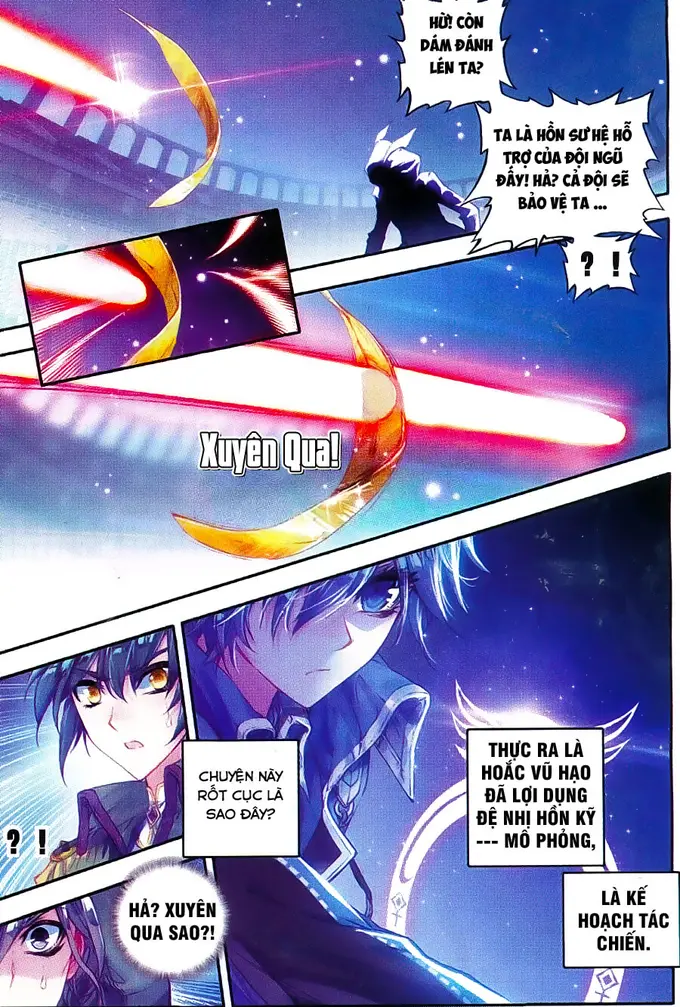 HỪ! CÒN
DÁM ĐÁNH
LÉN TA?
TA LÀ HỒN SƯ HỆ HỖ
TRỢ CỦA ĐỘI NGŨ
ĐẤY! HẢ? CẢ ĐỘI SẼ
BẢO VỆ TA ...
? !
Xuyên Qua!
CHUYỆN NÀY
RỐT CỤC LÀ
SAO ĐÂY?
THỰC RA LÀ
HOẮC VŨ HẠO
ĐÃ LỢI DỤNG
ĐỆ NHỊ HỒN KỸ
--- MÔ PHỎNG,
? !
HẢ? XUYÊN
QUA SAO?!
LÀ KẾ
HOẠCH TÁC
CHIẾN.